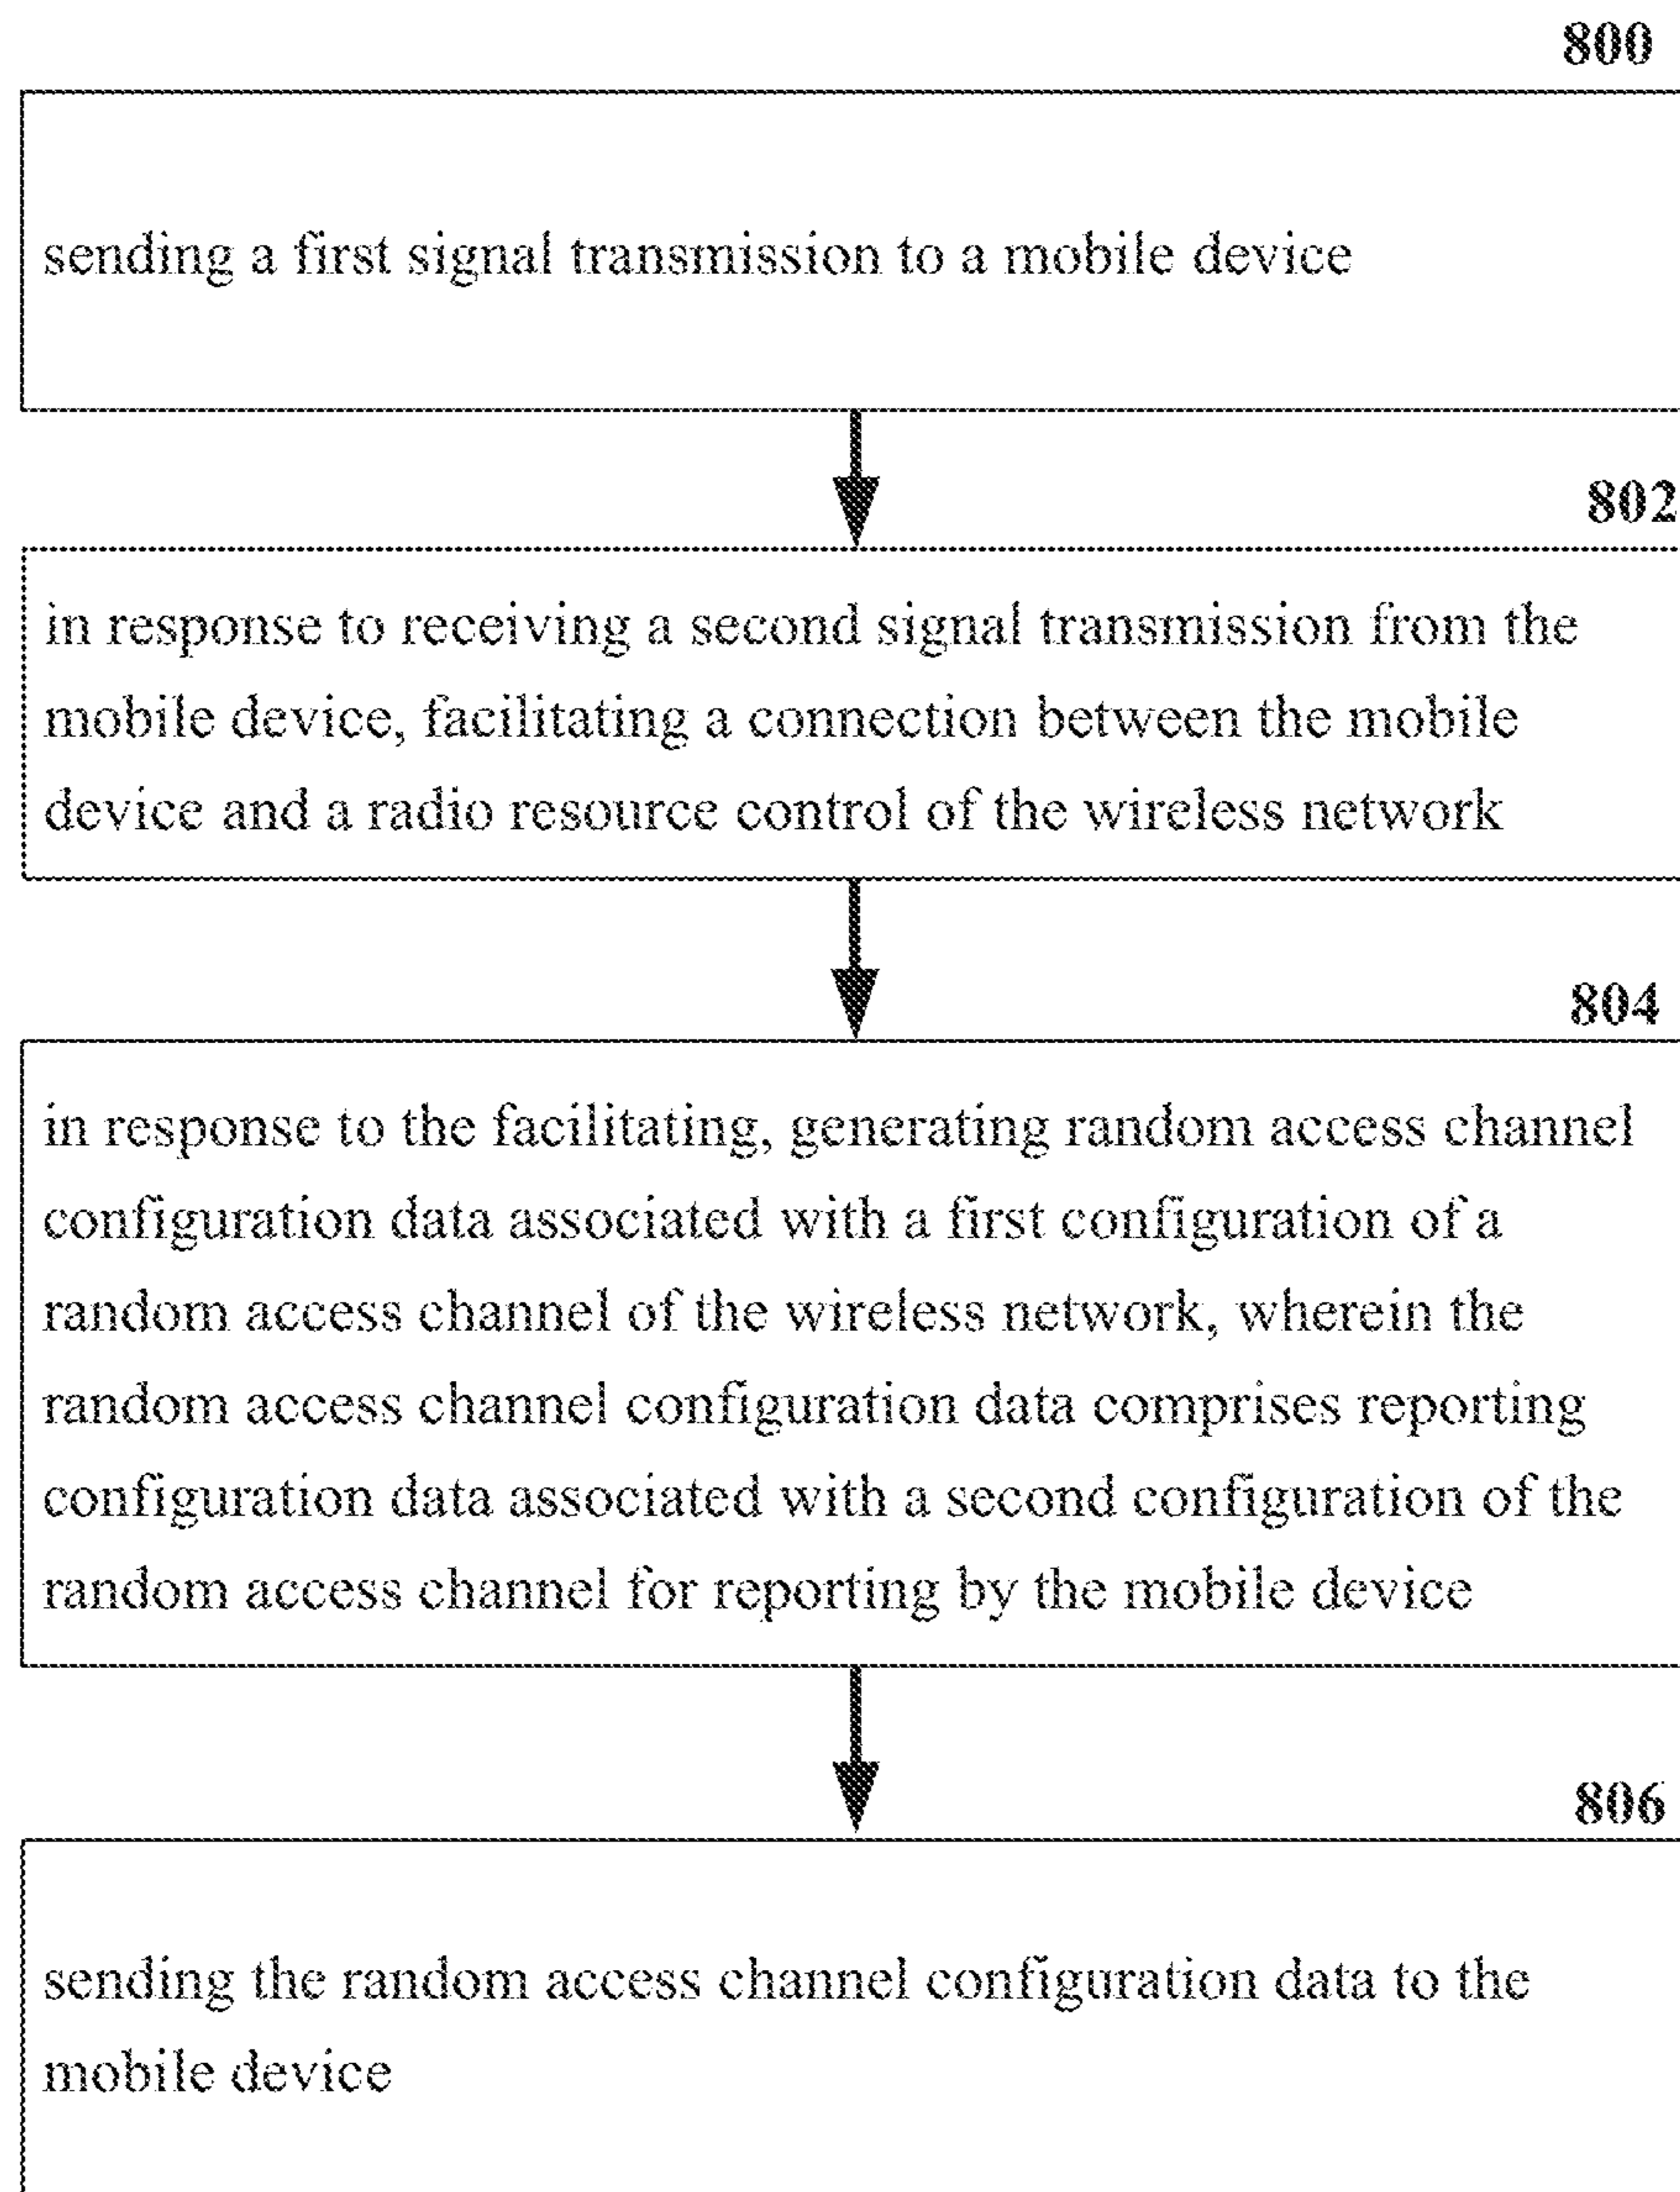 800
sending a first signal transmission to a mobile device
802
in response to receiving a second signal transmission from the
mobile device, facilitating a connection between the mobile
device and a radio resource control of the wireless network
804
in response to the facilitating, generating random access channel
configuration data associated with a first configuration of a
random access channel of the wireless network, wherein the
random access channel configuration data comprises reporting
configuration data associated with a second configuration of the
random access channel for reporting by the mobile device
806
sending the random access channel configuration data to the
mobile device